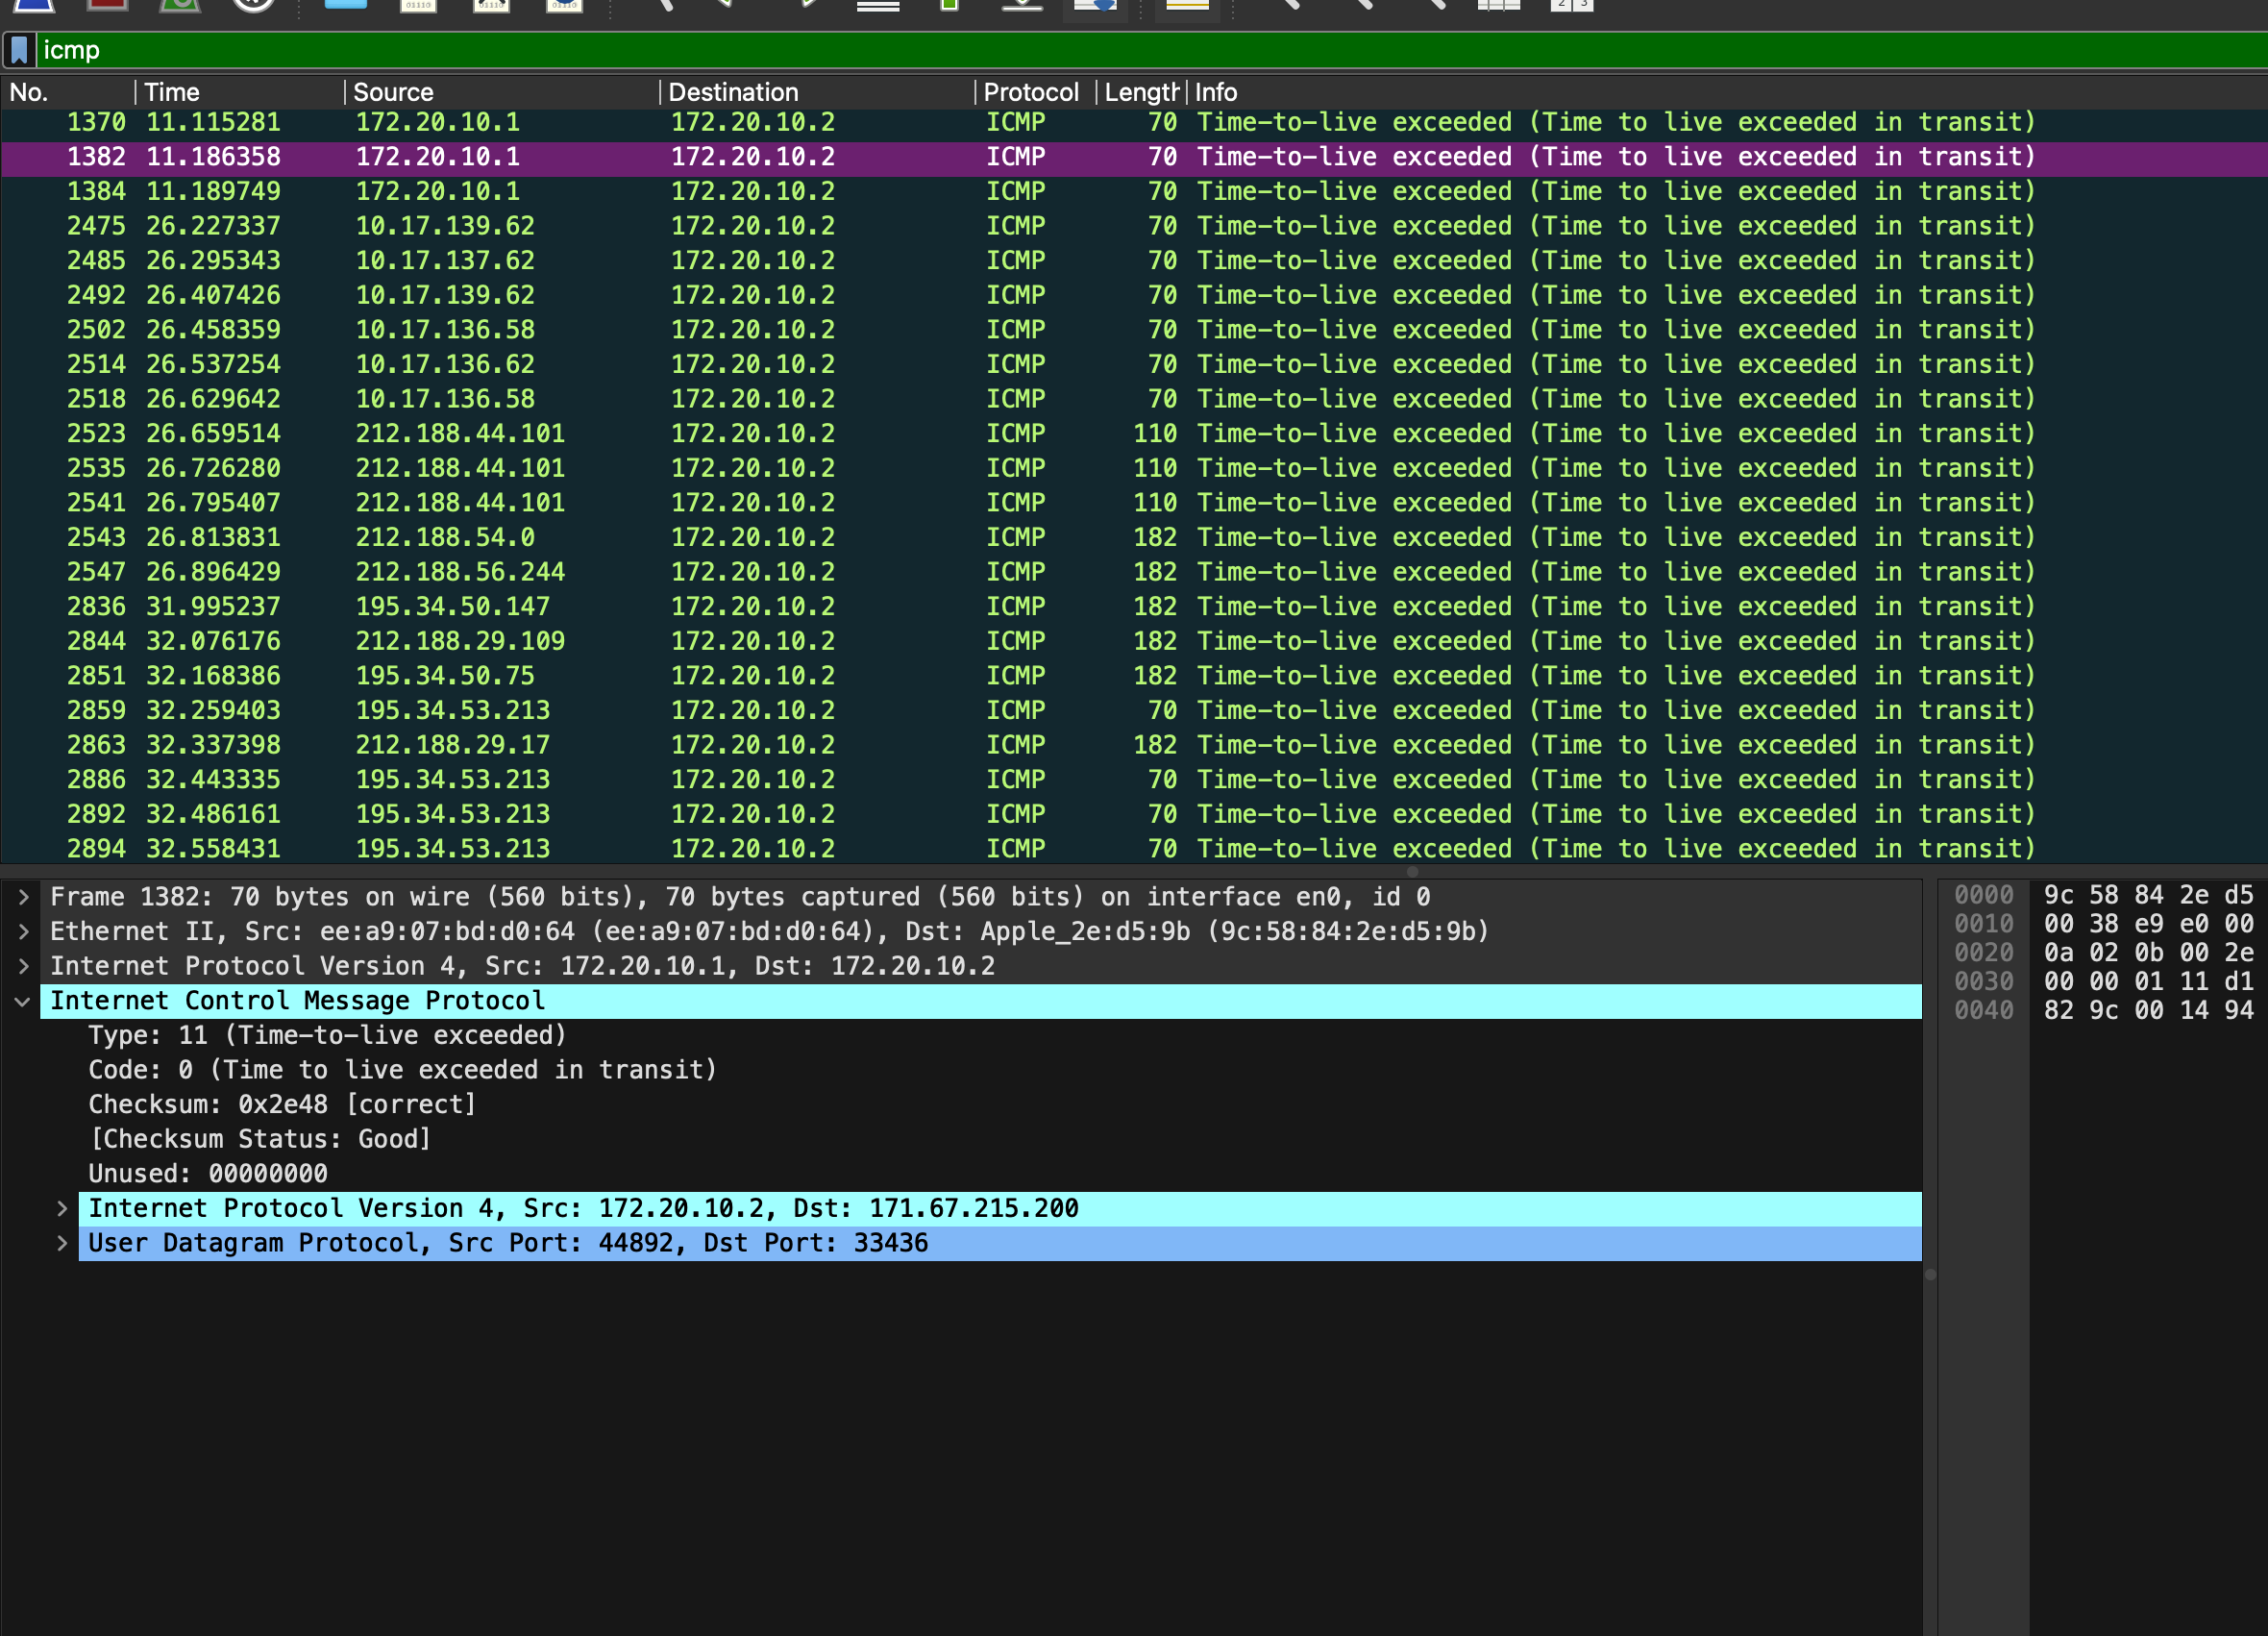 icmp
No. Time Source Destination Protocol Length Info
1370 11.115281 172.20.10.1 172.20.10.2 ICMP 70 Time-to-live exceeded (Time to live exceeded in transit)
1382 11.186358 172.20.10.1 172.20.10.2 ICMP 70 Time-to-live exceeded (Time to live exceeded in transit)
1384 11.189749 172.20.10.1 172.20.10.2 ICMP 70 Time-to-live exceeded (Time to live exceeded in transit)
2475 26.227337 10.17.139.62 172.20.10.2 ICMP 70 Time-to-live exceeded (Time to live exceeded in transit)
2485 26.295343 10.17.137.62 172.20.10.2 ICMP 70 Time-to-live exceeded (Time to live exceeded in transit)
2492 26.407426 10.17.139.62 172.20.10.2 ICMP 70 Time-to-live exceeded (Time to live exceeded in transit)
2502 26.458359 10.17.136.58 172.20.10.2 ICMP 70 Time-to-live exceeded (Time to live exceeded in transit)
2514 26.537254 10.17.136.62 172.20.10.2 ICMP 70 Time-to-live exceeded (Time to live exceeded in transit)
2518 26.629642 10.17.136.58 172.20.10.2 ICMP 70 Time-to-live exceeded (Time to live exceeded in transit)
2523 26.659514 212.188.44.101 172.20.10.2 ICMP 110 Time-to-live exceeded (Time to live exceeded in transit)
2535 26.726280 212.188.44.101 172.20.10.2 ICMP 110 Time-to-live exceeded (Time to live exceeded in transit)
2541 26.795407 212.188.44.101 172.20.10.2 ICMP 110 Time-to-live exceeded (Time to live exceeded in transit)
2543 26.813831 212.188.54.0 172.20.10.2 ICMP 182 Time-to-live exceeded (Time to live exceeded in transit)
2547 26.896429 212.188.56.244 172.20.10.2 ICMP 182 Time-to-live exceeded (Time to live exceeded in transit)
2836 31.995237 195.34.50.147 172.20.10.2 ICMP 182 Time-to-live exceeded (Time to live exceeded in transit)
2844 32.076176 212.188.29.109 172.20.10.2 ICMP 182 Time-to-live exceeded (Time to live exceeded in transit)
2851 32.168386 195.34.50.75 172.20.10.2 ICMP 182 Time-to-live exceeded (Time to live exceeded in transit)
2859 32.259403 195.34.53.213 172.20.10.2 ICMP 70 Time-to-live exceeded (Time to live exceeded in transit)
2863 32.337398 212.188.29.17 172.20.10.2 ICMP 182 Time-to-live exceeded (Time to live exceeded in transit)
2886 32.443335 195.34.53.213 172.20.10.2 ICMP 70 Time-to-live exceeded (Time to live exceeded in transit)
2892 32.486161 195.34.53.213 172.20.10.2 ICMP 70 Time-to-live exceeded (Time to live exceeded in transit)
2894 32.558431 195.34.53.213 172.20.10.2 ICMP 70 Time-to-live exceeded (Time to live exceeded in transit)
Frame 1382: 70 bytes on wire (560 bits), 70 bytes captured (560 bits) on interface en0, id 0
Ethernet II, Src: ee:a9:07:bd:d0:64 (ee:a9:07:bd:d0:64), Dst: Apple_2e:d5:9b (9c:58:84:2e:d5:9b)
Internet Protocol Version 4, Src: 172.20.10.1, Dst: 172.20.10.2
Internet Control Message Protocol
Type: 11 (Time-to-live exceeded)
Code: 0 (Time to live exceeded in transit)
Checksum: 0x2e48 [correct]
[Checksum Status: Good]
Unused: 00000000
Internet Protocol Version 4, Src: 172.20.10.2, Dst: 171.67.215.200
User Datagram Protocol, Src Port: 44892, Dst Port: 33436
0000 9c 58 84 2e d5
0010 00 38 e9 e0 00
0020 0a 02 0b 00 2e
0030 00 00 01 11 d1
0040 82 9c 00 14 94